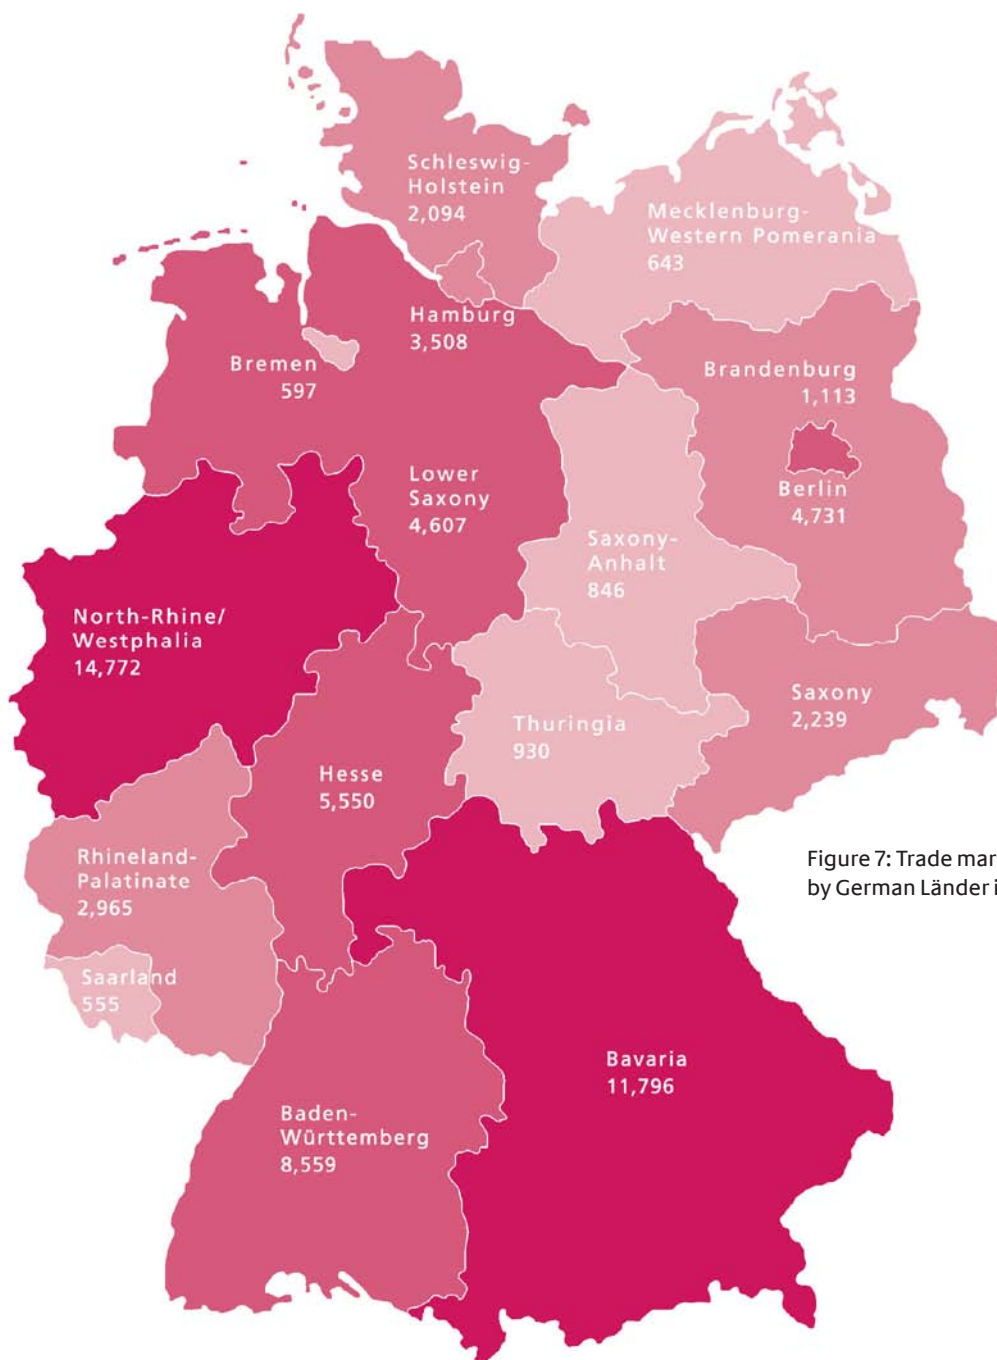 Schleswig-
Holstein
2,094
Mecklenburg-
Western Pomerania
643
Hamburg
3,508
Bremen
597
Brandenburg
1,113
Lower
Saxony
4,607
Berlin
4,731
Saxony-
Anhalt
846
North-Rhine/
Westphalia
14,772
Saxony
2,239
Thuringia
930
Hesse
5,550
Rhineland-
Palatinate
2,965
Figure 7: Trade mar
by German Länder i
Saarland
555
Bavaria
11,796
Baden-
Württemberg
8,559